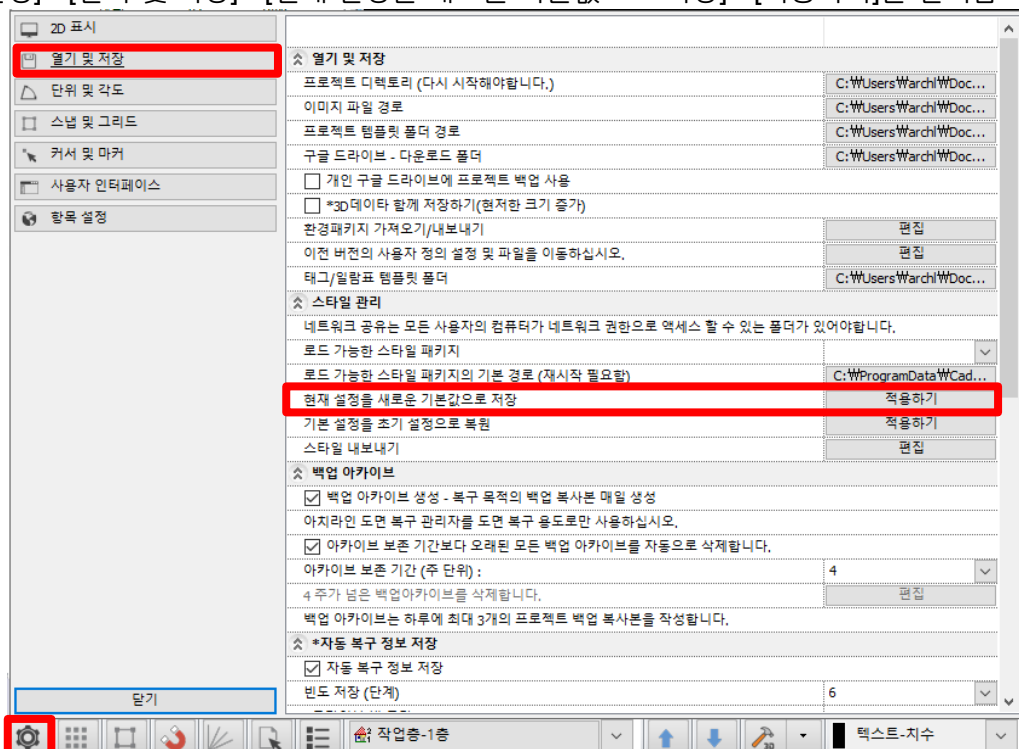 2D 표시
열기 및 저장
단위 및 각도
스냅 및 그리드
커서 및 마커
사용자 인터페이스
항목 설정
닫기
열기 및 저장
프로젝트 디렉토리 (다시 시작해야합니다.) C:₩Users₩archl₩Doc...
이미지 파일 경로 C:₩Users₩archl₩Doc...
프로젝트 템플릿 폴더 경로 C:₩Users₩archl₩Doc...
구글 드라이브 - 다운로드 폴더 C:₩Users₩archl₩Doc...
개인 구글 드라이브에 프로젝트 백업 사용
*3D데이타 함께 저장하기(현저한 크기 증가)
환경패키지 가져오기/내보내기 편집
이전 버전의 사용자 정의 설정 및 파일을 이동하십시오. 편집
태그/일람표 템플릿 폴더 C:₩Users₩archl₩Doc...
스타일 관리
네트워크 공유는 모든 사용자의 컴퓨터가 네트워크 권한으로 액세스 할 수 있는 폴더가 있어야합니다.
로드 가능한 스타일 패키지
로드 가능한 스타일 패키지의 기본 경로 (재시작 필요함) C:₩ProgramData₩Cad...
현재 설정을 새로운 기본값으로 저장 적용하기
기본 설정을 초기 설정으로 복원 적용하기
스타일 내보내기 편집
백업 아카이브
백업 아카이브 생성 - 복구 목적의 백업 복사본 매일 생성
아치라인 도면 복구 관리자를 도면 복구 용도로만 사용하십시오.
아카이브 보존 기간보다 오래된 모든 백업 아카이브를 자동으로 삭제합니다.
아카이브 보존 기간 (주 단위) : 4
4 주가 넘은 백업아카이브를 삭제합니다. 편집
백업 아카이브는 하루에 최대 3개의 프로젝트 백업 복사본을 작성합니다.
*자동 복구 정보 저장
자동 복구 정보 저장
빈도 저장 (단계) 6
작업층-1층
3D
텍스트-치수